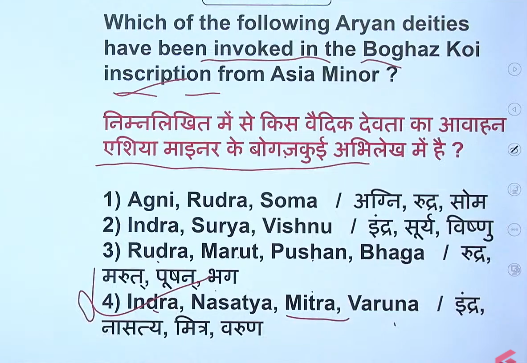 Which of the following Aryan deities
have been invoked in the Boghaz Koi
inscription from Asia Minor ?
निम्नलिखित में से किस वैदिक देवता का आवाहन
एशिया माइनर के बोगज़कुई अभिलेख में है ?
1) Agni, Rudra, Soma / अग्नि, रुद्र, सोम
2) Indra, Surya, Vishnu / इंद्र, सूर्य, विष्णु
3) Rudra, Marut, Pushan, Bhaga / रुद्र,
मरुत्, पूषन्, भग
4) Indra, Nasatya, Mitra, Varuna / इंद्र,
नासत्य, मित्र, वरुण